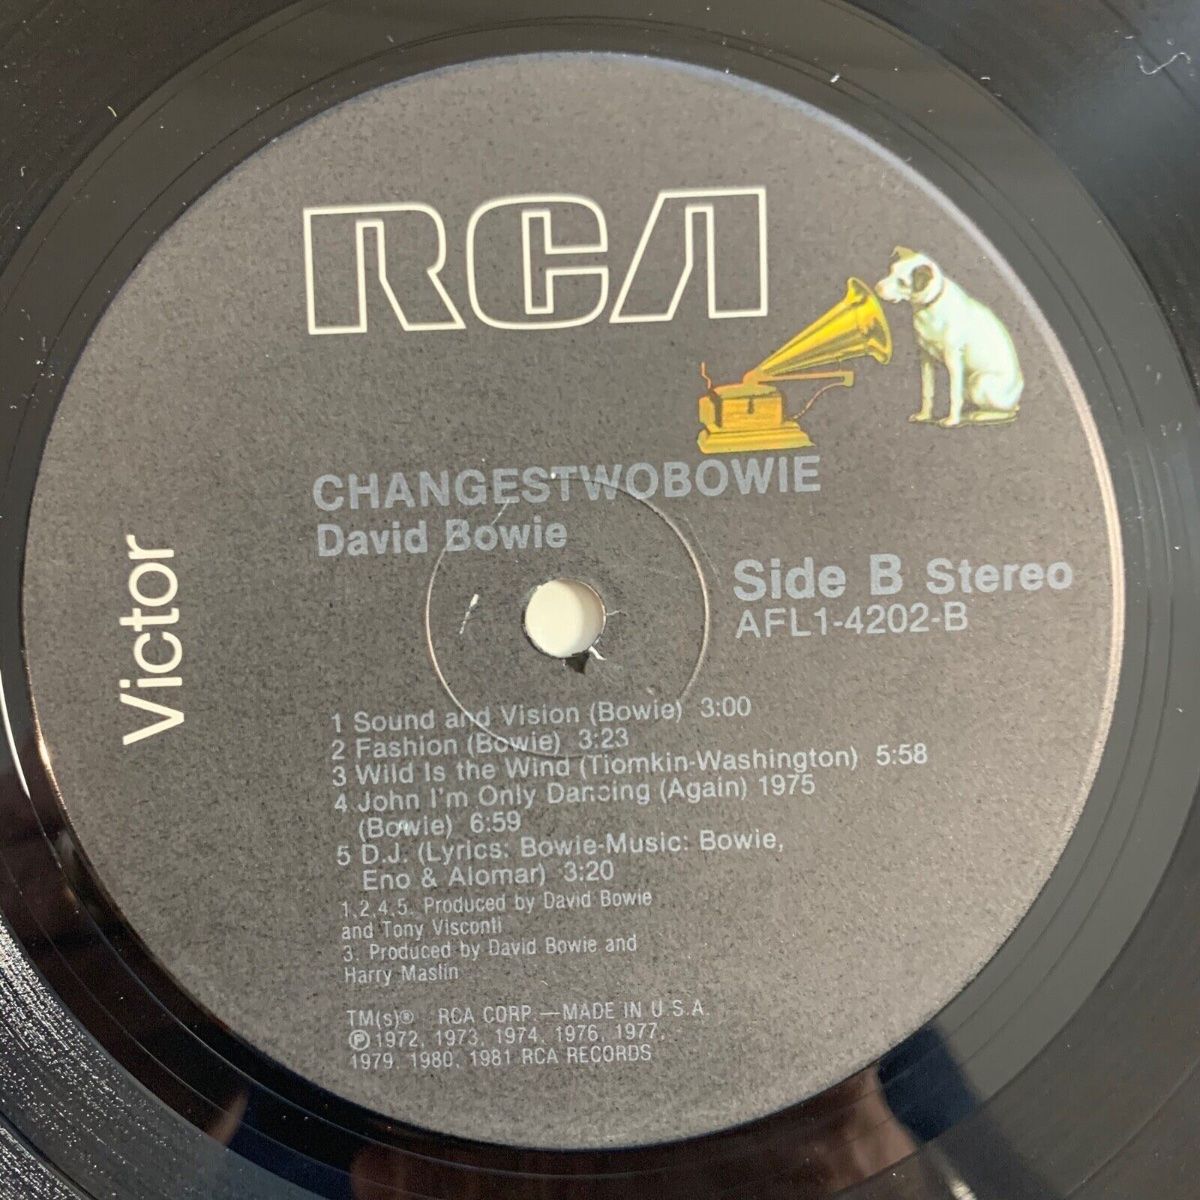 RCA
CHANGESTWOBOWIE
David Bowie
Side B Stereo
AFL1-4202-B
Victor
1 Sound and Vision (Bowie) 3:00
2 Fashion (Bowie) 3:23
3 Wild Is the Wind (Tiomkin-Washington) 5:58
4 John I'm Only Dancing (Again) 1975
(Bowie) 6:59
5 D.J. (Lyrics: Bowie-Music: Bowie,
Eno & Alomar) 3:20
1,2,4,5. Produced by David Bowie
and Tony Visconti
3. Produced by David Bowie and
Harry Maslin
TM(s)® RCA CORP.—MADE IN U.S.A.
℗ 1972, 1973, 1974, 1976, 1977,
1979, 1980, 1981 RCA RECORDS